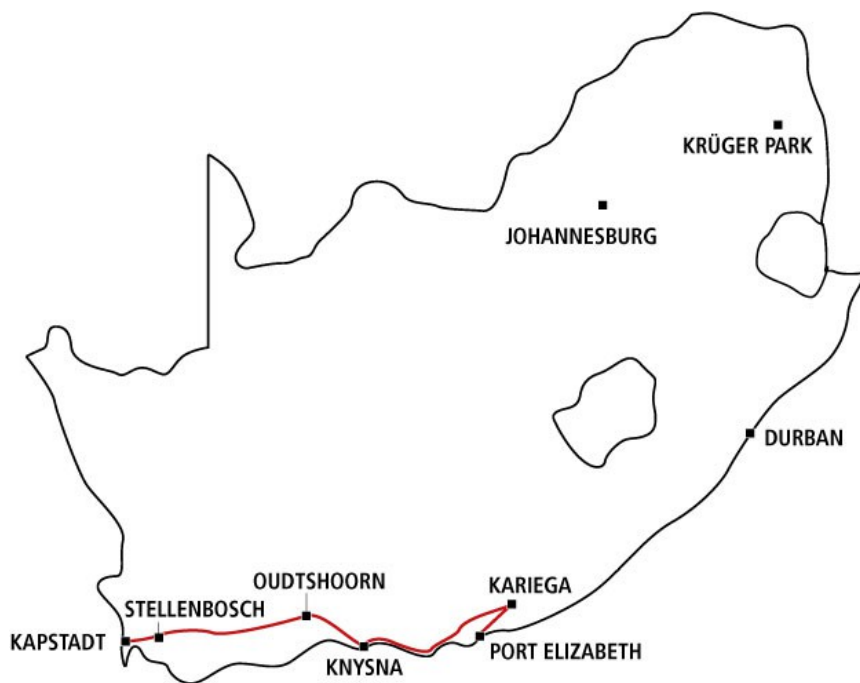 KRÜGER PARK
JOHANNESBURG
DURBAN
OUDTSHOORN
KARIEGA
STELLENBOSCH
KAPSTADT
PORT ELIZABETH
KNYSNA